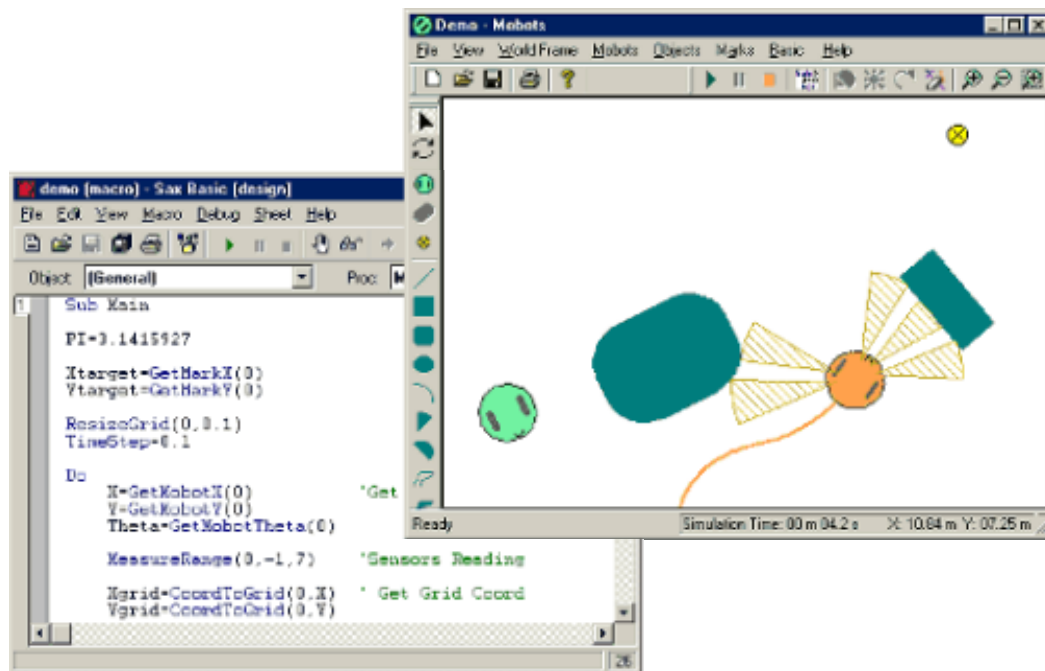 Demo - Mobots
File View World Frame Mobots Objects Marks Basic Help
Ready Simulation Time: 00 m 04.2 s X: 10.84 m Y: 07.25 m
demo (macro) - Sax Basic (design)
File Edit View Macro Debug Sheet Help
Object: (General) Proc: M
1 Sub Main
PI=3.1415927
Xtarget=GetMarkX(0)
Ytarget=GetMarkY(0)
ResizeGrid(0,0.1)
TimeStep=0.1
Do
X=GetMobotX(0) 'Get
Y=GetMobotY(0)
Theta=GetMobotTheta(0)
MeasureRange(0,-1,7) 'Sensors Reading
Xgrid=CoordToGrid(0,X) ' Get Grid Coord
Ygrid=CoordToGrid(0,Y)
26